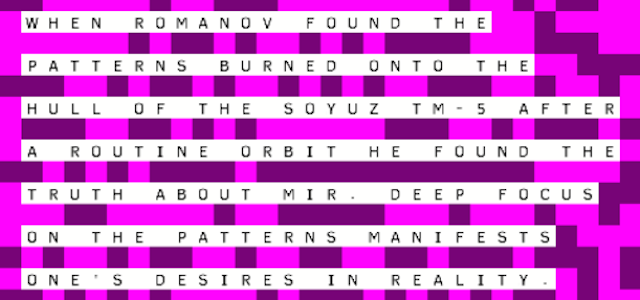 WHEN ROMANOV FOUND THE
PATTERNS BURNED ONTO THE
HULL OF THE SOYUZ TM-5 AFTER
A ROUTINE ORBIT HE FOUND THE
TRUTH ABOUT MIR. DEEP FOCUS
ON THE PATTERNS MANIFESTS
ONE'S DESIRES IN REALITY.